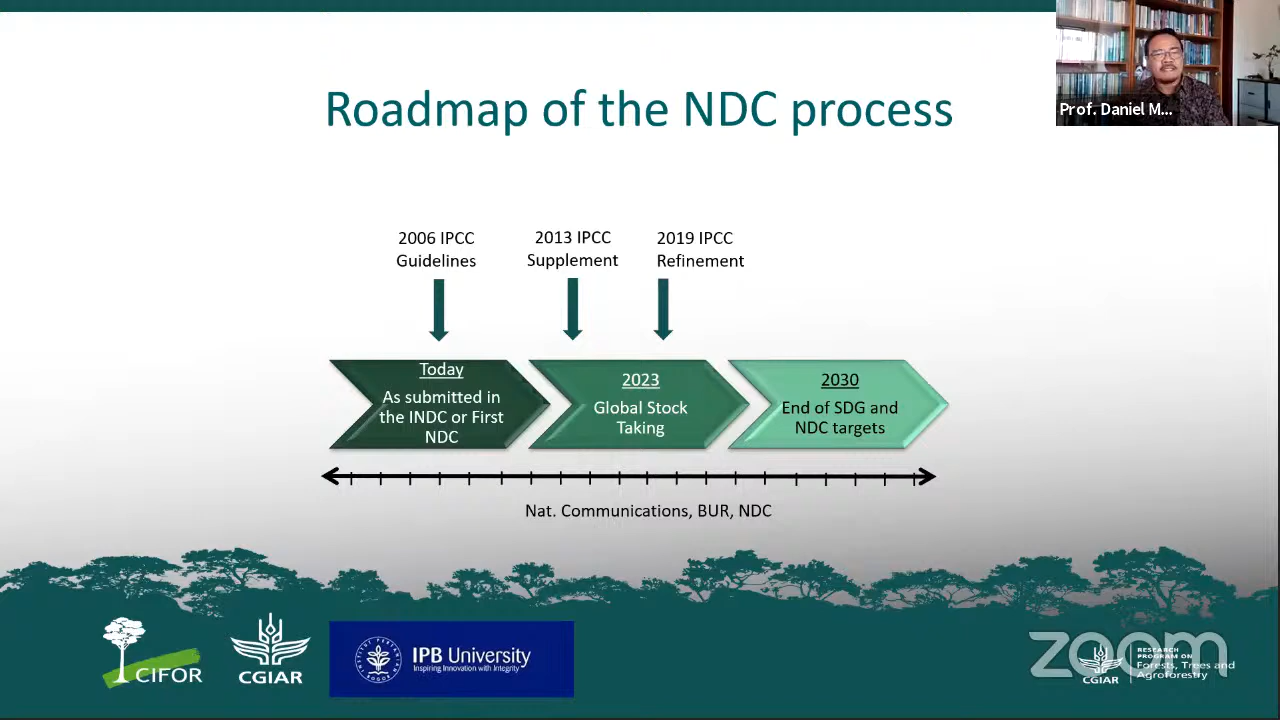 Prof. Daniel M...
Roadmap of the NDC process
2006 IPCC
Guidelines
2013 IPCC
Supplement
2019 IPCC
Refinement
Today
As submitted in
the INDC or First
NDC
2023
Global Stock
Taking
2030
End of SDG and
NDC targets
Nat. Communications, BUR, NDC
CIFOR
CGIAR
IPB University
Inspiring Innovation with Integrity
zoom
CGIAR
RESEARCH
PROGRAM ON
Forests, Trees and
Agroforestry